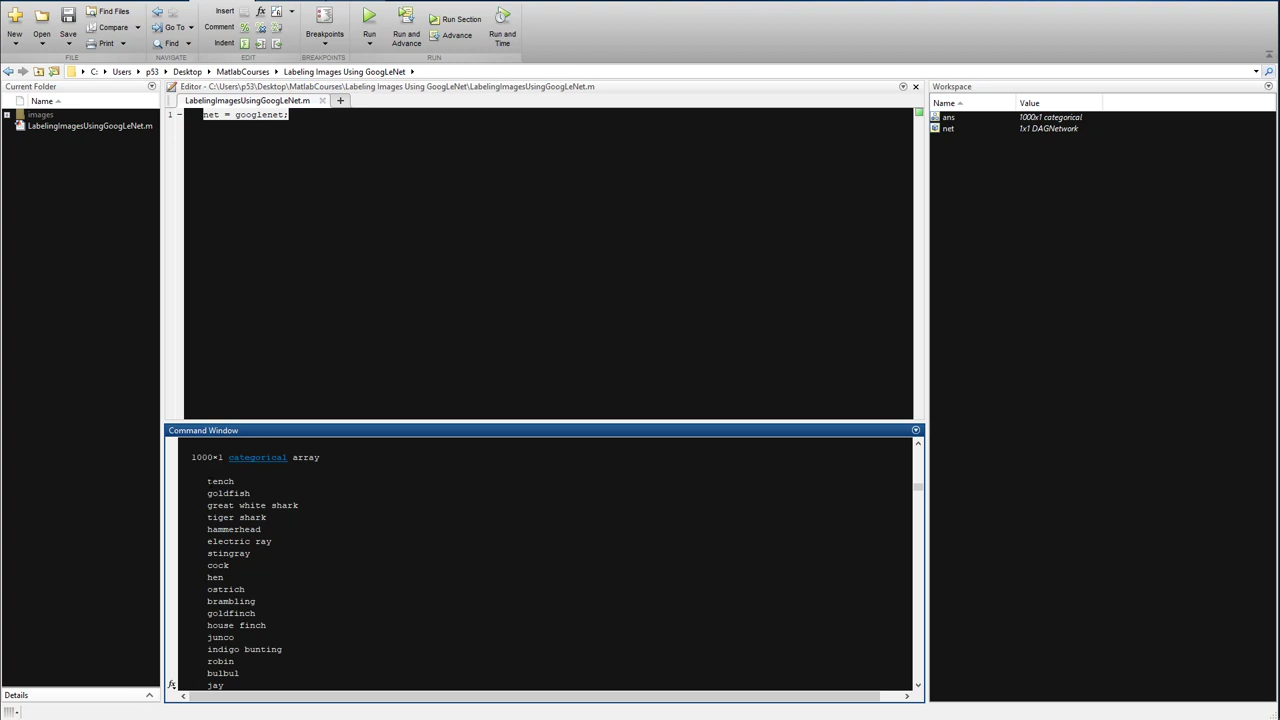 Insert
Find Files
Compare
Go To
Comment
Print
Find
Indent
New
Open
Save
Breakpoints
Run
Run and Advance
Run Section
Advance
Run and Time
FILE
NAVIGATE
EDIT
BREAKPOINTS
RUN
C: Users p53 Desktop MatlabCourses Labeling Images Using GoogLeNet
Current Folder
Name
images
LabelingImagesUsingGoogLeNet.m
Details
Editor - C:\Users\p53\Desktop\MatlabCourses\Labeling Images Using GoogLeNet\LabelingImagesUsingGoogLeNet.m
LabelingImagesUsingGoogLeNet.m
1 net = googlenet;
Command Window
1000×1 categorical array
tench
goldfish
great white shark
tiger shark
hammerhead
electric ray
stingray
cock
hen
ostrich
brambling
goldfinch
house finch
junco
indigo bunting
robin
bulbul
jay
fx
Workspace
Name Value
ans 1000x1 categorical
net 1x1 DAGNetwork